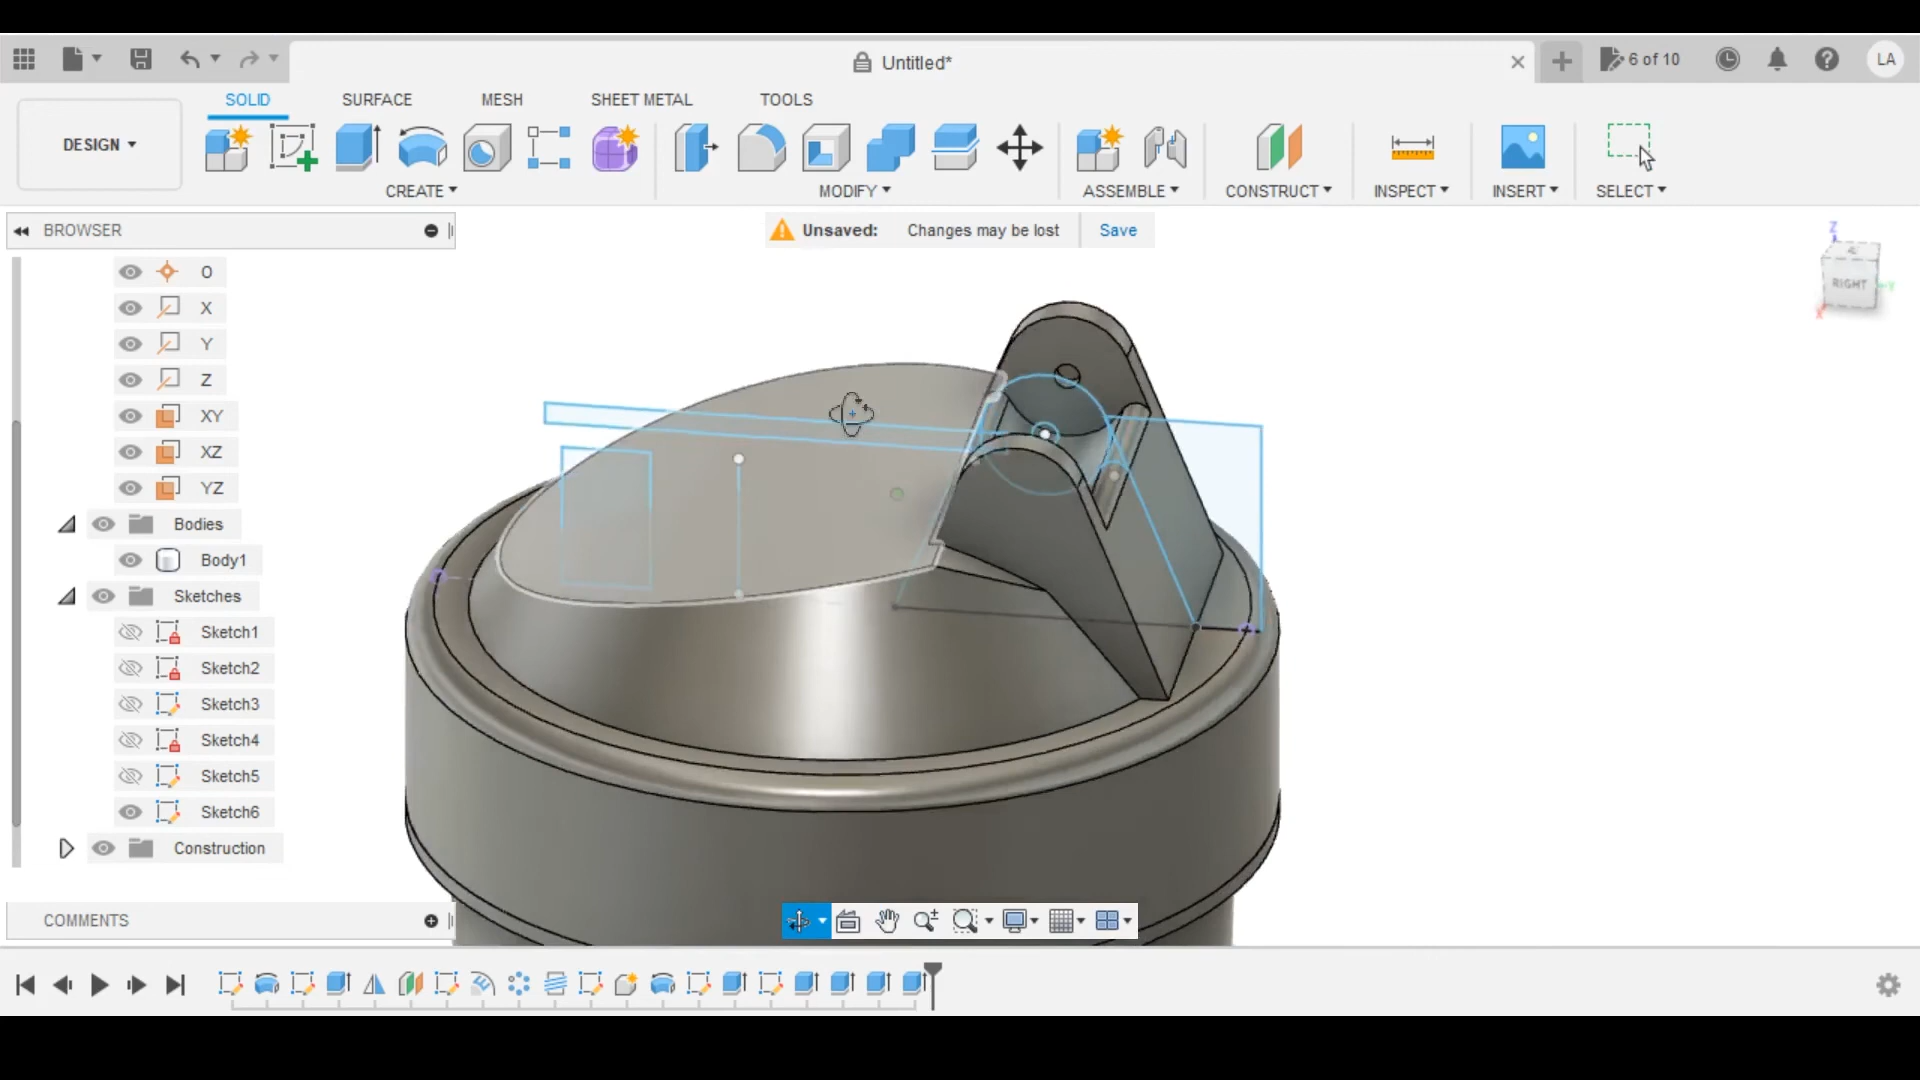 Untitled*
6 of 10
LA
DESIGN
SOLID
SURFACE
MESH
SHEET METAL
TOOLS
CREATE
MODIFY
ASSEMBLE
CONSTRUCT
INSPECT
INSERT
SELECT
BROWSER
Unsaved: Changes may be lost Save
Z
RIGHT
Y
X
O
X
Y
Z
XY
XZ
YZ
Bodies
Body1
Sketches
Sketch1
Sketch2
Sketch3
Sketch4
Sketch5
Sketch6
Construction
COMMENTS